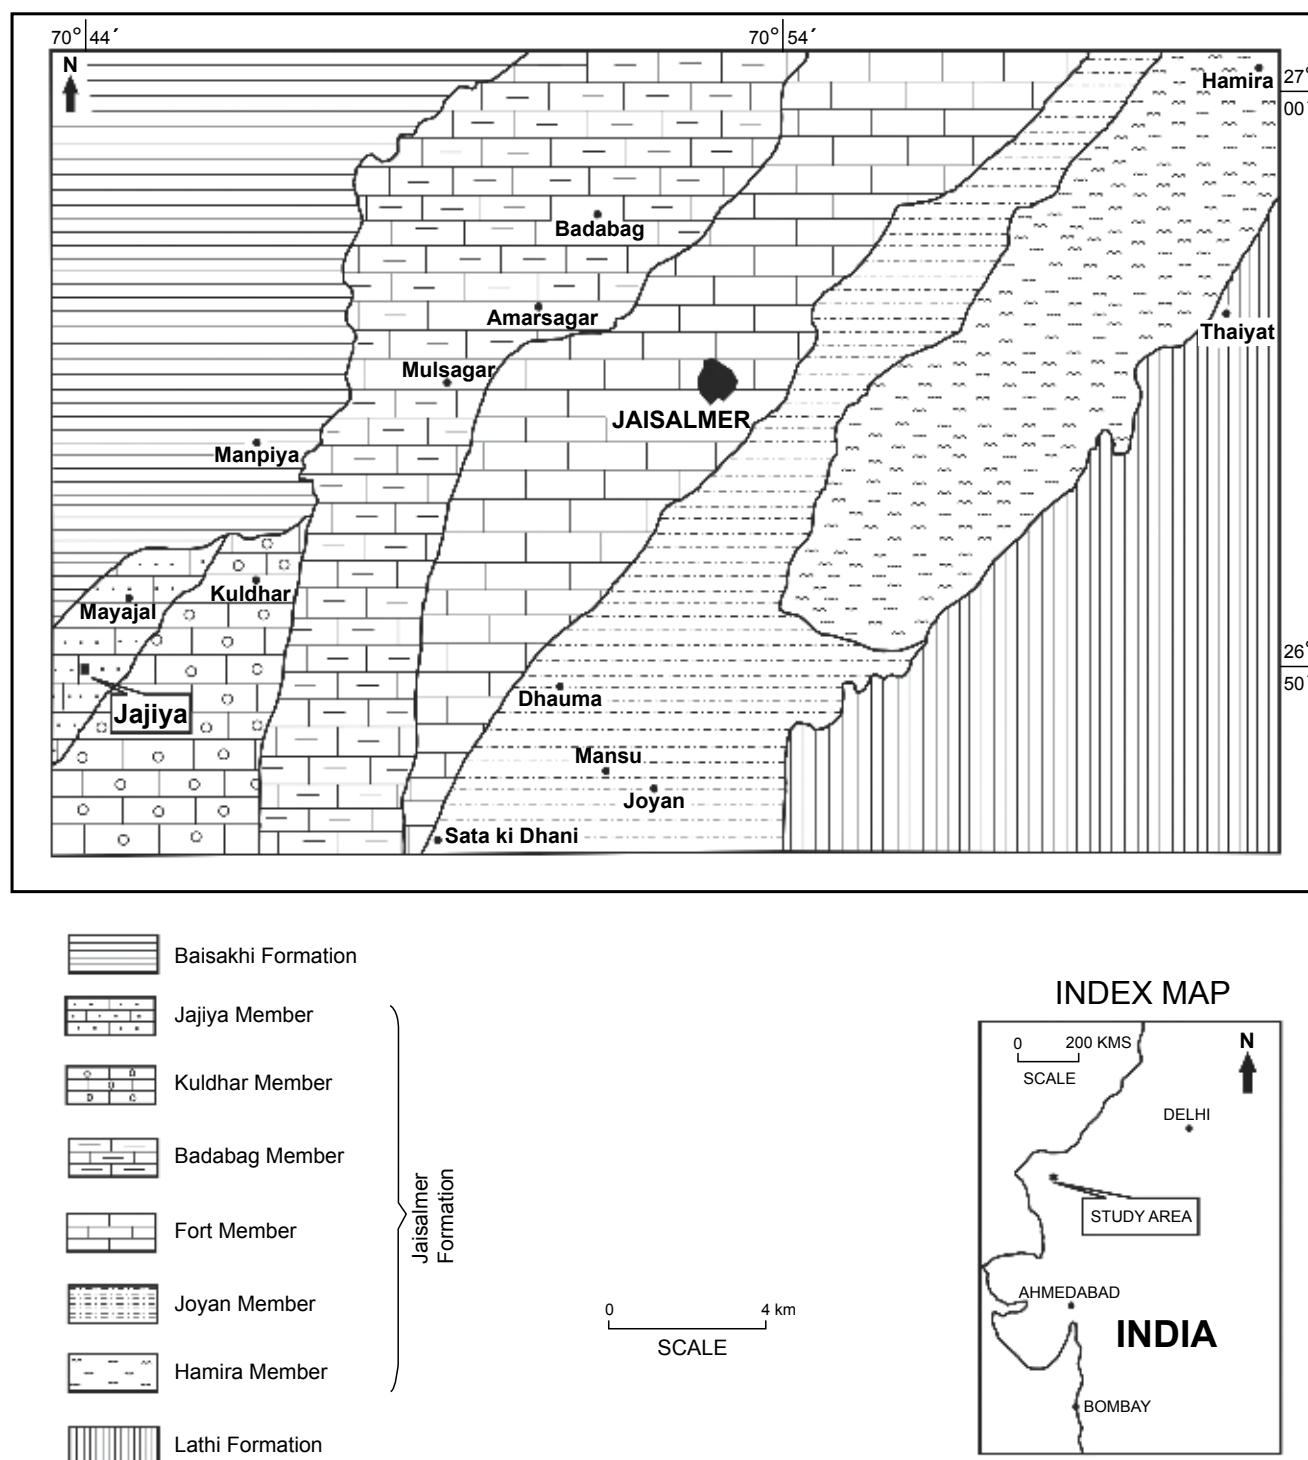 70° 44´
70° 54´
N
Hamira
27°
00´
Badabag
Amarsagar
Thaiyat
Mulsagar
JAISALMER
Manpiya
Kuldhar
Mayajal
26°
50´
Dhauma
Jajiya
Mansu
Joyan
Sata ki Dhani
Baisakhi Formation
Jajiya Member
Kuldhar Member
Badabag Member
Fort Member
Joyan Member
Hamira Member
Lathi Formation
Jaisalmer
Formation
0 4 km
SCALE
INDEX MAP
0 200 KMS
SCALE
N
DELHI
STUDY AREA
AHMEDABAD
INDIA
BOMBAY